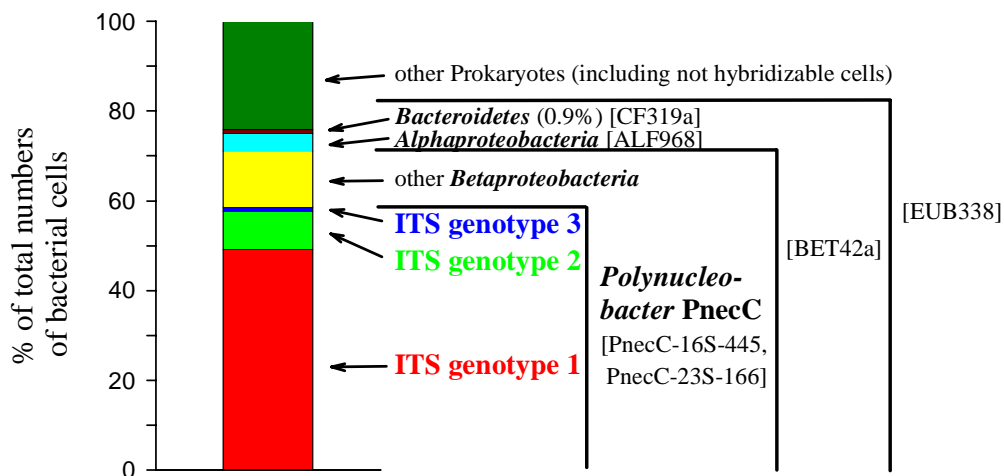 % of total numbers
of bacterial cells
100
80
60
40
20
0
other Prokaryotes (including not hybridizable cells)
Bacteroidetes (0.9%) [CF319a]
Alphaproteobacteria [ALF968]
other Betaproteobacteria
ITS genotype 3
ITS genotype 2
ITS genotype 1
Polynucleo-
bacter PnecC
[PnecC-16S-445,
PnecC-23S-166]
[BET42a]
[EUB338]